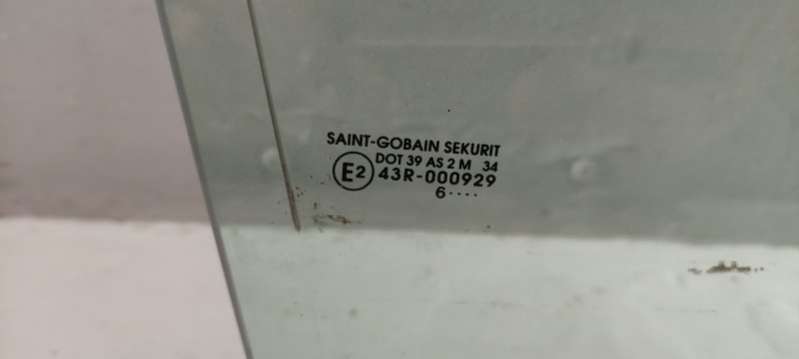 SAINT-GOBAIN SEKURIT
DOT 39 AS 2 M 34
E2 43R-000929
6····